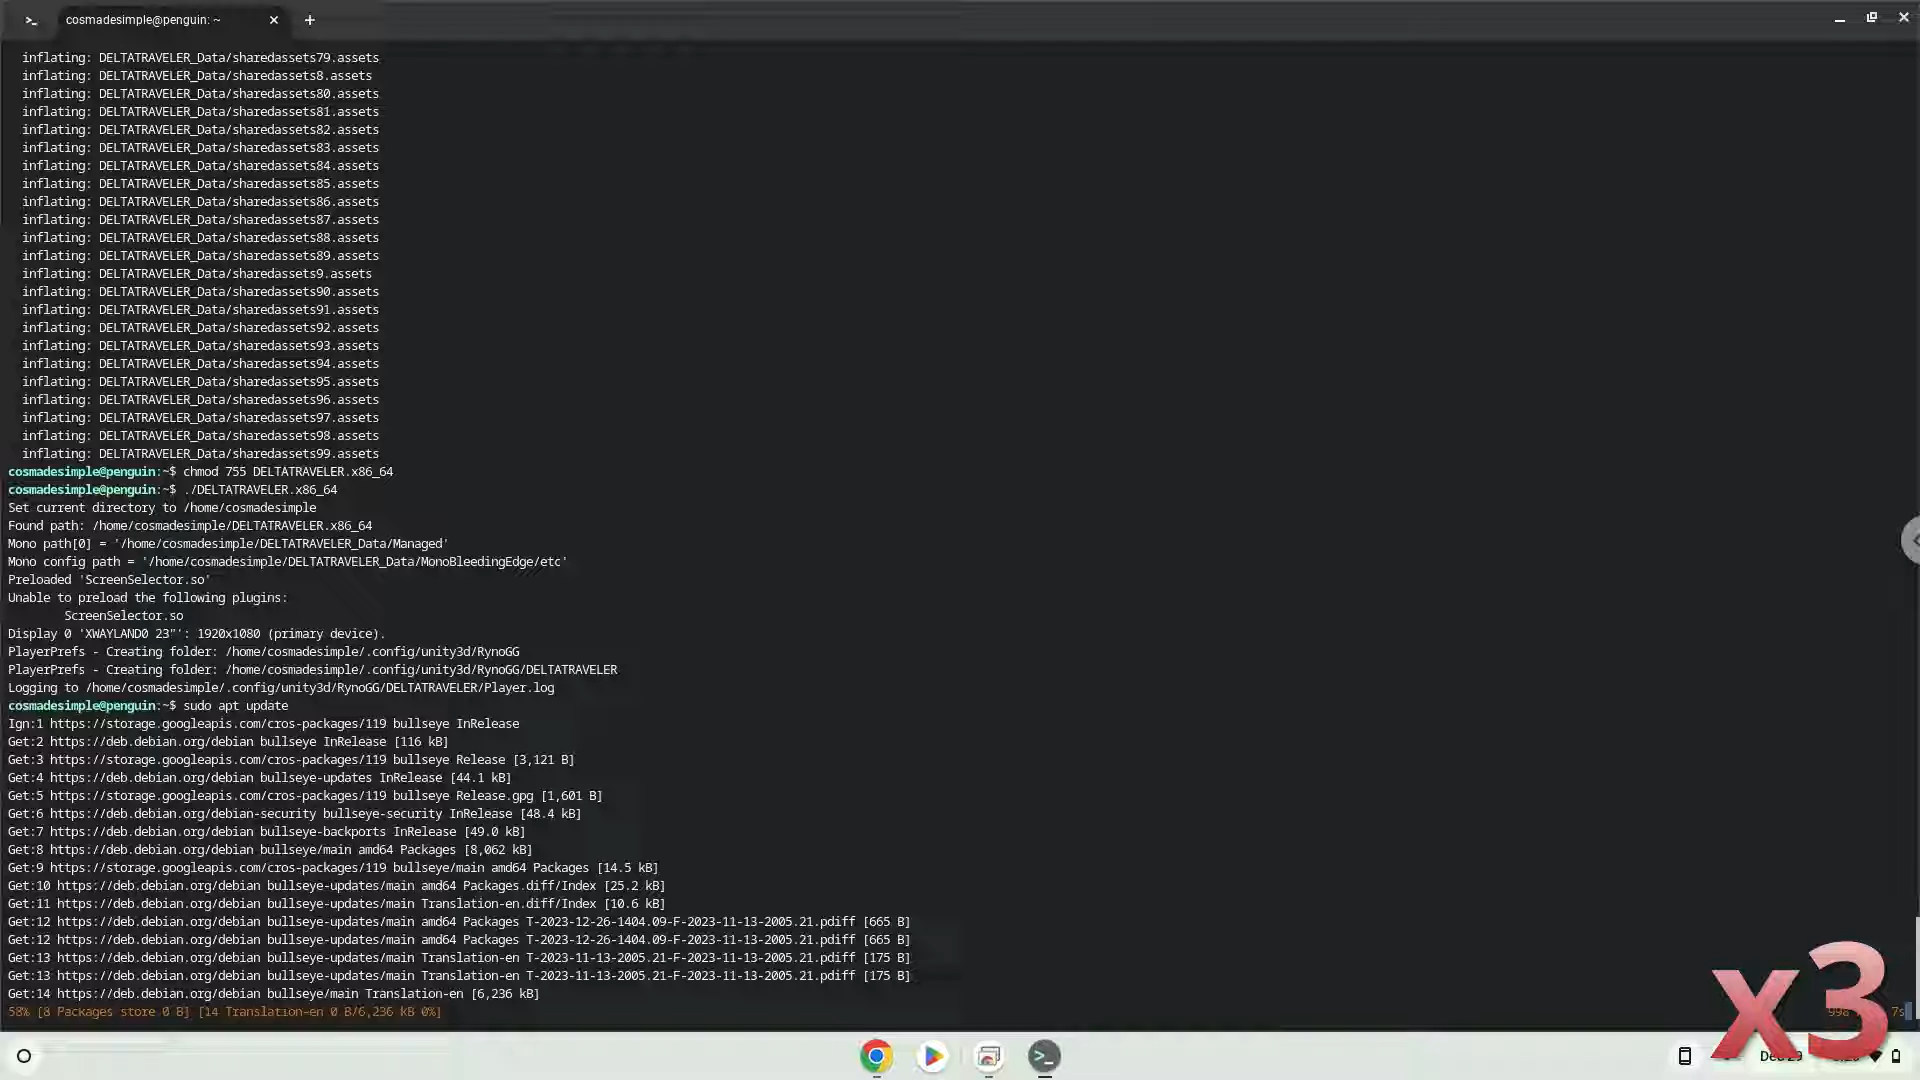 >_ cosmadesimple@penguin: ~
inflating: DELTATRAVELER_Data/sharedassets79.assets
inflating: DELTATRAVELER_Data/sharedassets8.assets
inflating: DELTATRAVELER_Data/sharedassets80.assets
inflating: DELTATRAVELER_Data/sharedassets81.assets
inflating: DELTATRAVELER_Data/sharedassets82.assets
inflating: DELTATRAVELER_Data/sharedassets83.assets
inflating: DELTATRAVELER_Data/sharedassets84.assets
inflating: DELTATRAVELER_Data/sharedassets85.assets
inflating: DELTATRAVELER_Data/sharedassets86.assets
inflating: DELTATRAVELER_Data/sharedassets87.assets
inflating: DELTATRAVELER_Data/sharedassets88.assets
inflating: DELTATRAVELER_Data/sharedassets89.assets
inflating: DELTATRAVELER_Data/sharedassets9.assets
inflating: DELTATRAVELER_Data/sharedassets90.assets
inflating: DELTATRAVELER_Data/sharedassets91.assets
inflating: DELTATRAVELER_Data/sharedassets92.assets
inflating: DELTATRAVELER_Data/sharedassets93.assets
inflating: DELTATRAVELER_Data/sharedassets94.assets
inflating: DELTATRAVELER_Data/sharedassets95.assets
inflating: DELTATRAVELER_Data/sharedassets96.assets
inflating: DELTATRAVELER_Data/sharedassets97.assets
inflating: DELTATRAVELER_Data/sharedassets98.assets
inflating: DELTATRAVELER_Data/sharedassets99.assets
cosmadesimple@penguin:~$ chmod 755 DELTATRAVELER.x86_64
cosmadesimple@penguin:~$ ./DELTATRAVELER.x86_64
Set current directory to /home/cosmadesimple
Found path: /home/cosmadesimple/DELTATRAVELER.x86_64
Mono path[0] = '/home/cosmadesimple/DELTATRAVELER_Data/Managed'
Mono config path = '/home/cosmadesimple/DELTATRAVELER_Data/MonoBleedingEdge/etc'
Preloaded 'ScreenSelector.so'
Unable to preload the following plugins:
ScreenSelector.so
Display 0 'XWAYLAND0 23"': 1920x1080 (primary device).
PlayerPrefs - Creating folder: /home/cosmadesimple/.config/unity3d/RynoGG
PlayerPrefs - Creating folder: /home/cosmadesimple/.config/unity3d/RynoGG/DELTATRAVELER
Logging to /home/cosmadesimple/.config/unity3d/RynoGG/DELTATRAVELER/Player.log
cosmadesimple@penguin:~$ sudo apt update
Ign:1 https://storage.googleapis.com/cros-packages/119 bullseye InRelease
Get:2 https://deb.debian.org/debian bullseye InRelease [116 kB]
Get:3 https://storage.googleapis.com/cros-packages/119 bullseye Release [3,121 B]
Get:4 https://deb.debian.org/debian bullseye-updates InRelease [44.1 kB]
Get:5 https://storage.googleapis.com/cros-packages/119 bullseye Release.gpg [1,601 B]
Get:6 https://deb.debian.org/debian-security bullseye-security InRelease [48.4 kB]
Get:7 https://deb.debian.org/debian bullseye-backports InRelease [49.0 kB]
Get:8 https://deb.debian.org/debian bullseye/main amd64 Packages [8,062 kB]
Get:9 https://storage.googleapis.com/cros-packages/119 bullseye/main amd64 Packages [14.5 kB]
Get:10 https://deb.debian.org/debian bullseye-updates/main amd64 Packages.diff/Index [25.2 kB]
Get:11 https://deb.debian.org/debian bullseye-updates/main Translation-en.diff/Index [10.6 kB]
Get:12 https://deb.debian.org/debian bullseye-updates/main amd64 Packages T-2023-12-26-1404.09-F-2023-11-13-2005.21.pdiff [665 B]
Get:12 https://deb.debian.org/debian bullseye-updates/main amd64 Packages T-2023-12-26-1404.09-F-2023-11-13-2005.21.pdiff [665 B]
Get:13 https://deb.debian.org/debian bullseye-updates/main Translation-en T-2023-11-13-2005.21-F-2023-11-13-2005.21.pdiff [175 B]
Get:13 https://deb.debian.org/debian bullseye-updates/main Translation-en T-2023-11-13-2005.21-F-2023-11-13-2005.21.pdiff [175 B]
Get:14 https://deb.debian.org/debian bullseye/main Translation-en [6,236 kB]
58% [8 Packages store 0 B] [14 Translation-en 0 B/6,236 kB 0%] 7s
x3